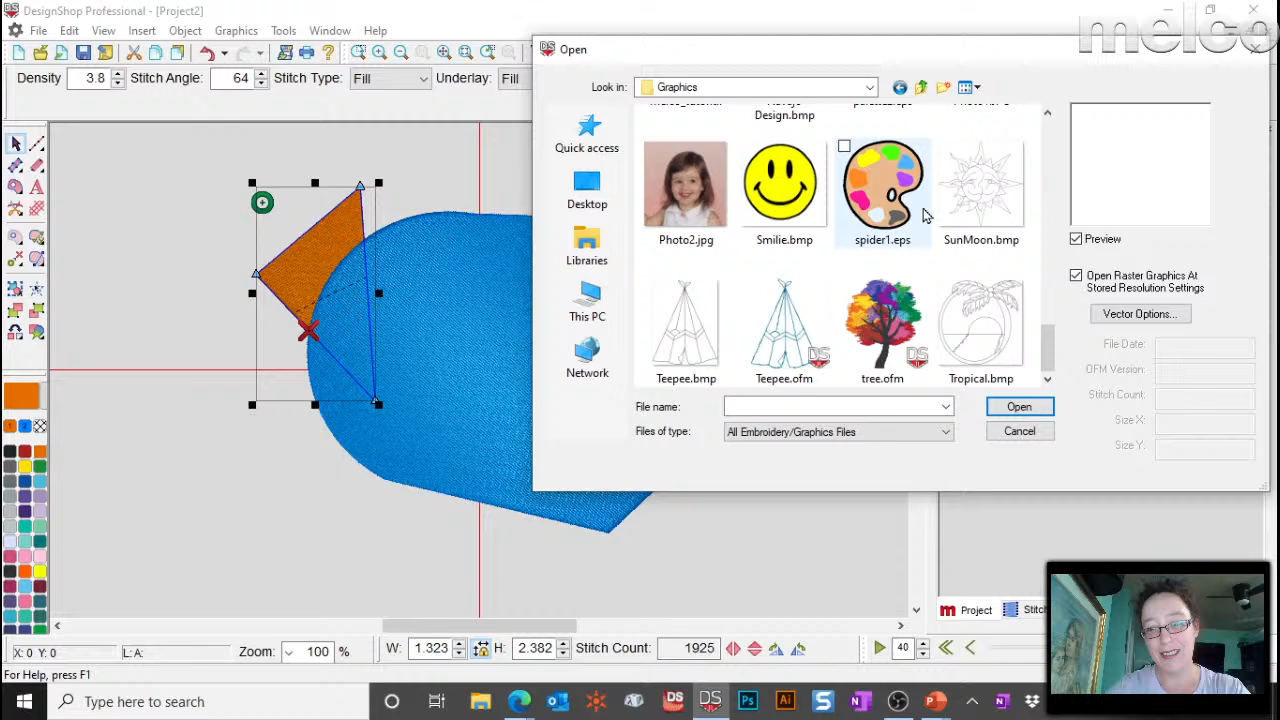 DesignShop Professional - [Project2]
melco
File Edit View Insert Object Graphics Tools Window Help
Open
Density 3.8 Stitch Angle: 64 Stitch Type: Fill Underlay: Fill
Look in: Graphics
Design.bmp
Quick access
Desktop
Libraries
This PC
Network
Photo2.jpg Smilie.bmp spider1.eps SunMoon.bmp
Teepee.bmp Teepee.ofm tree.ofm Tropical.bmp
DS DS
Preview
Open Raster Graphics At
Stored Resolution Settings
Vector Options...
File Date:
OFM Version:
Stitch Count:
Size X:
Size Y:
File name: Open
Files of type: All Embroidery/Graphics Files Cancel
Project Stitch
X: 0 Y: 0 L: A: Zoom: 100 % W: 1.323 H: 2.382 Stitch Count: 1925 40
For Help, press F1
Type here to search